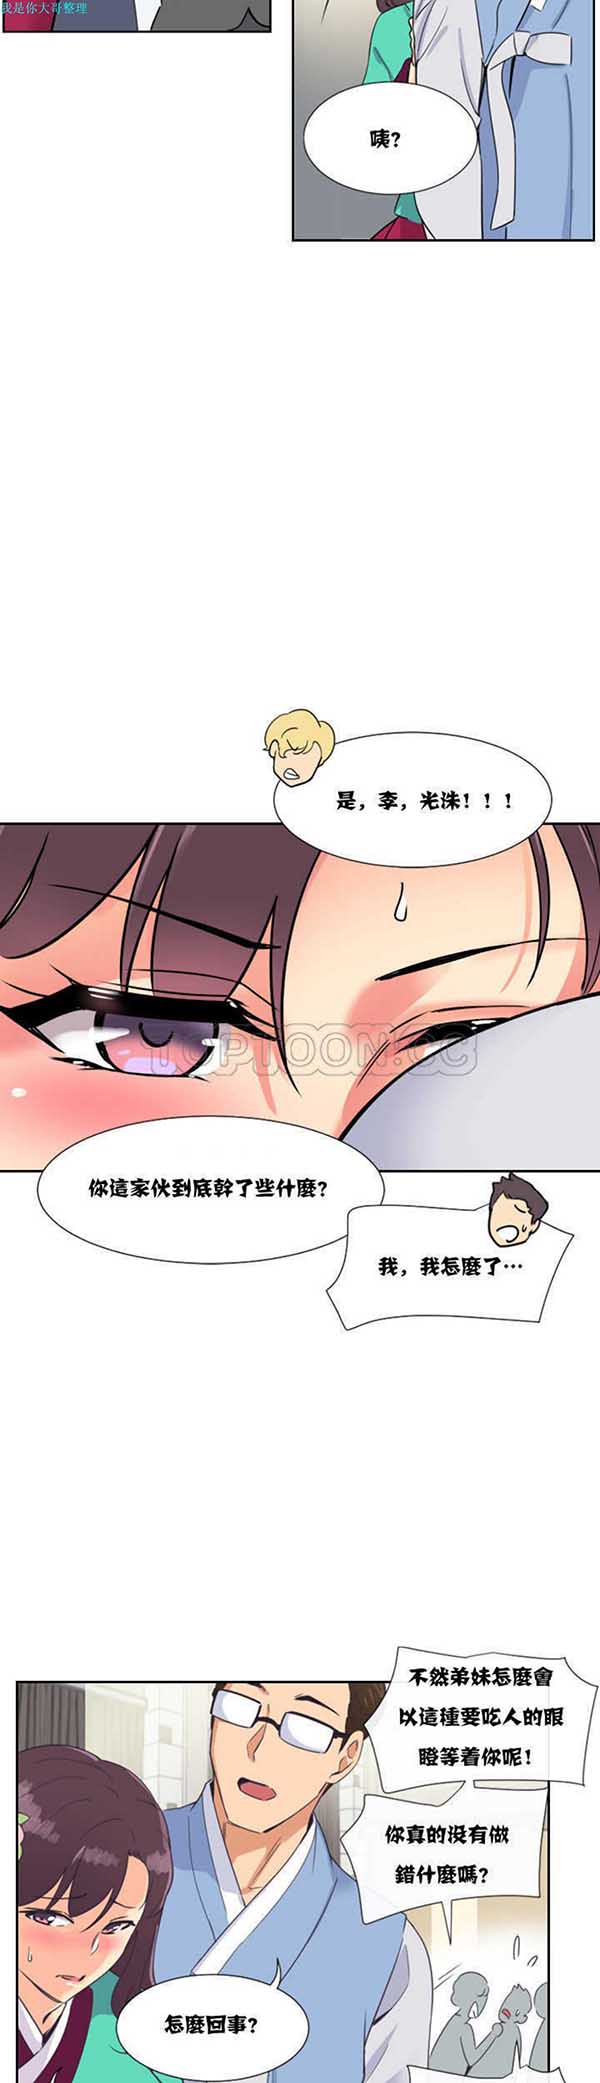 我是你大哥整理
咦?
是，李，光洙！！！
TOPTOON.CC
你這家伙到底幹了些什麼?
我，我怎麼了…
不然弟妹怎麼會
以這種要吃人的眼
瞪等着你呢!
你真的没有做
錯什麼嗎?
怎麼回事?